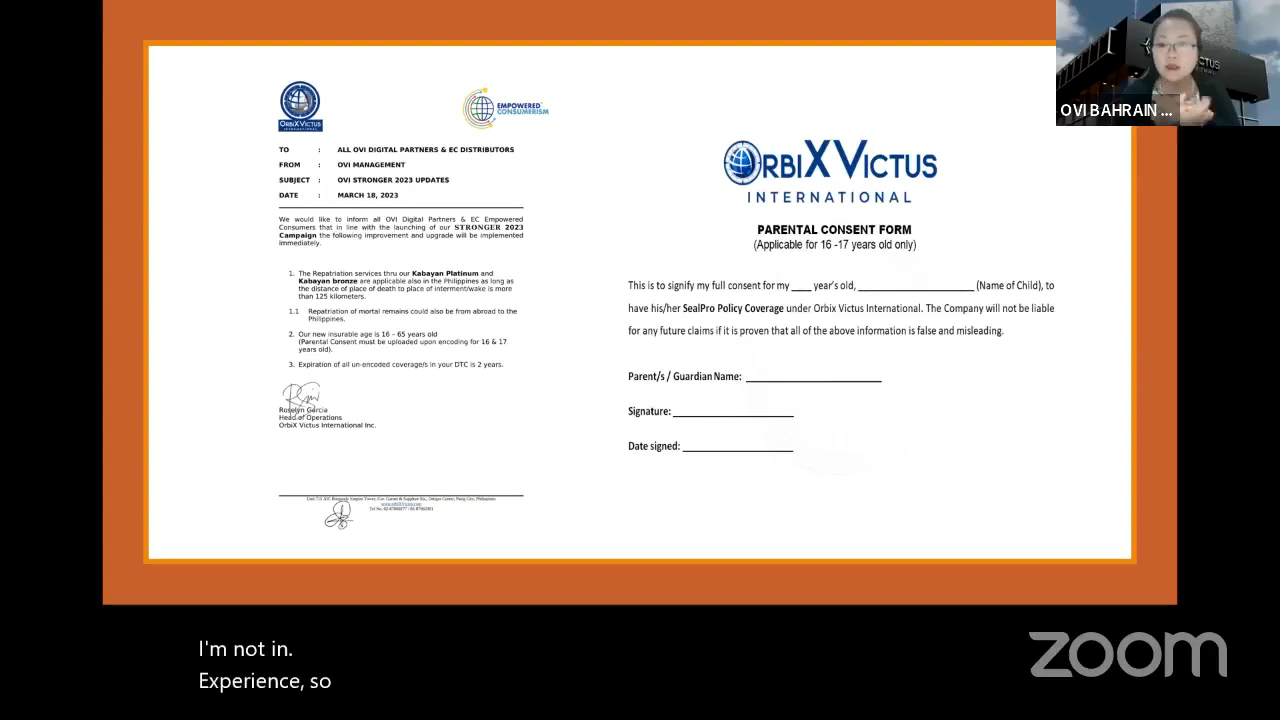 ORBIX VICTUS
INTERNATIONAL
EMPOWERED
CONSUMERISM
TO : ALL OVI DIGITAL PARTNERS & EC DISTRIBUTORS
FROM : OVI MANAGEMENT
SUBJECT : OVI STRONGER 2023 UPDATES
DATE : MARCH 18, 2023
We would like to inform all OVI Digital Partners & EC Empowered
Consumers that in line with the launching of our STRONGER 2023
Campaign the following improvement and upgrade will be implemented
immediately.
1. The Repatriation services thru our Kabayan Platinum and
Kabayan bronze are applicable also in the Philippines as long as
the distance of place of death to place of interment/wake is more
than 125 kilometers.
1.1 Repatriation of mortal remains could also be from abroad to the
Philippines.
2. Our new insurable age is 16 – 65 years old
(Parental Consent must be uploaded upon encoding for 16 & 17
years old).
3. Expiration of all un-encoded coverage/s in your DTC is 2 years.
Roselyn Garcia
Head of Operations
OrbiX Victus International Inc.
ORBIX VICTUS
INTERNATIONAL
PARENTAL CONSENT FORM
(Applicable for 16 -17 years old only)
This is to signify my full consent for my ____ year's old, ______________________ (Name of Child), to
have his/her SealPro Policy Coverage under Orbix Victus International. The Company will not be liable
for any future claims if it is proven that all of the above information is false and misleading.
Parent/s / Guardian Name: _________________________
Signature: ______________________
Date signed: ____________________
OVI BAHRAIN ...
I'm not in.
Experience, so
zoom